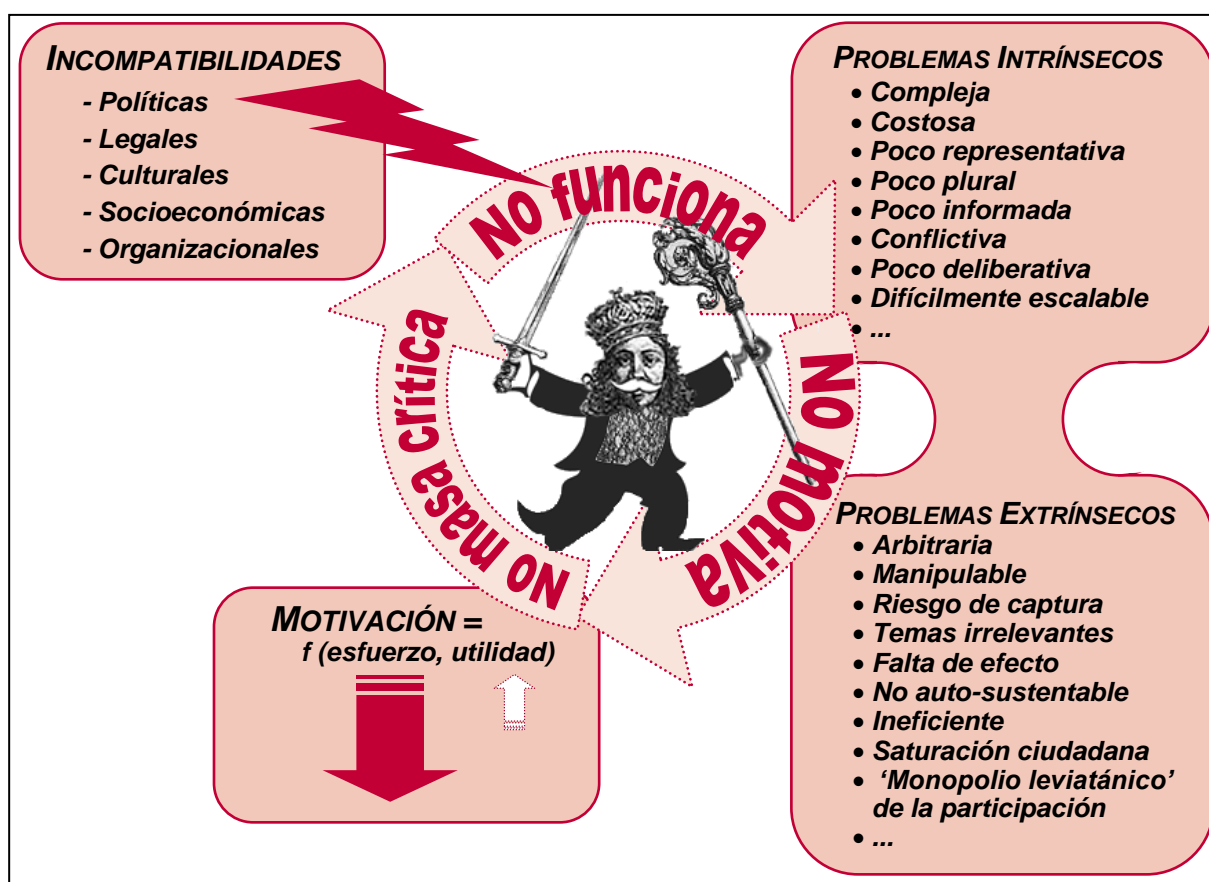 INCOMPATIBILIDADES
- Políticas
- Legales
- Culturales
- Socioeconómicas
- Organizacionales
PROBLEMAS INTRÍNSECOS
• Compleja
• Costosa
• Poco representativa
• Poco plural
• Poco informada
• Conflictiva
• Poco deliberativa
• Difícilmente escalable
• ...
No funciona
No motiva
No masa crítica
PROBLEMAS EXTRÍNSECOS
• Arbitraria
• Manipulable
• Riesgo de captura
• Temas irrelevantes
• Falta de efecto
• No auto-sustentable
• Ineficiente
• Saturación ciudadana
• 'Monopolio leviatánico'
de la participación
• ...
MOTIVACIÓN =
f (esfuerzo, utilidad)